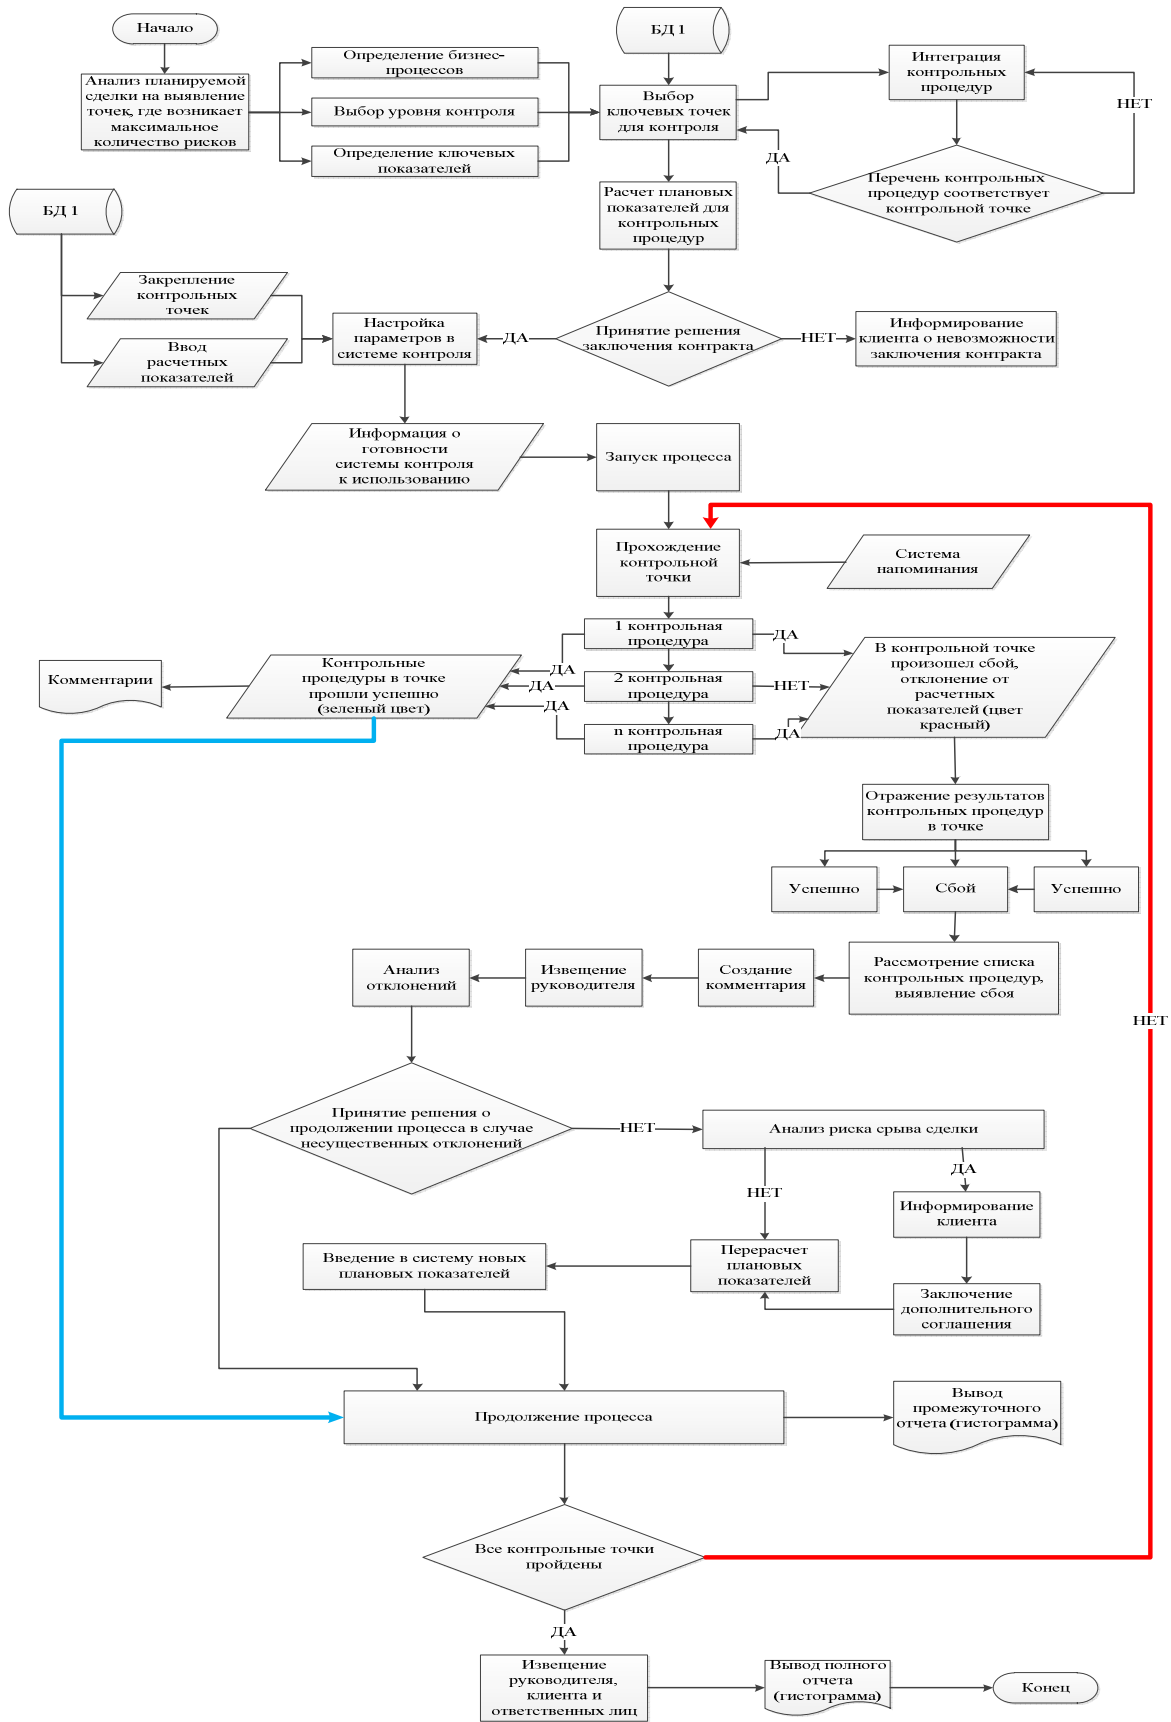 Начало
БД 1
Анализ планируемой
сделки на выявление
точек, где возникает
максимальное
количество рисков
Определение бизнес-
процессов
Выбор уровня контроля
Определение ключевых
показателей
Выбор
ключевых точек
для контроля
Интеграция
контрольных
процедур
НЕТ
ДА
Перечень контрольных
процедур соответствует
контрольной точке
Расчет плановых
показателей для
контрольных
процедур
БД 1
Закрепление
контрольных
точек
Ввод
расчетных
показателей
Настройка
параметров в
системе контроля
ДА
Принятие решения
заключения контракта
НЕТ
Информирование
клиента о невозможности
заключения контракта
Информация о
готовности
системы контроля
к использованию
Запуск процесса
Прохождение
контрольной
точки
Система
напоминания
1 контрольная
процедура
ДА
ДА
2 контрольная
процедура
ДА
НЕТ
n контрольная
процедура
ДА
ДА
Комментарии
Контрольные
процедуры в точке
прошли успешно
(зеленый цвет)
В контрольной точке
произошел сбой,
отклонение от
расчетных
показателей (цвет
красный)
Отражение результатов
контрольных процедур
в точке
Успешно
Сбой
Успешно
Рассмотрение списка
контрольных процедур,
выявление сбоя
Создание
комментария
Извещение
руководителя
Анализ
отклонений
НЕТ
Принятие решения о
продолжении процесса в случае
несущественных отклонений
НЕТ
Анализ риска срыва сделки
ДА
НЕТ
Информирование
клиента
Перерасчет
плановых
показателей
Введение в систему новых
плановых показателей
Заключение
дополнительного
соглашения
Продолжение процесса
Вывод
промежуточного
отчета (гистограмма)
Все контрольные точки
пройдены
ДА
Извещение
руководителя,
клиента и
ответственных лиц
Вывод полного
отчета
(гистограмма)
Конец